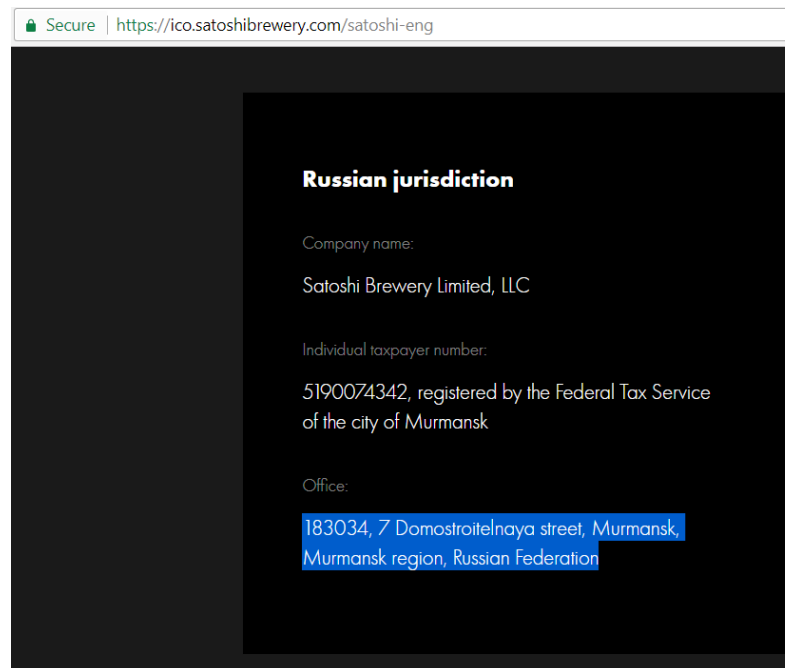 Secure | https://ico.satoshibrewery.com/satoshi-eng
Russian jurisdiction
Company name:
Satoshi Brewery Limited, LLC
Individual taxpayer number:
5190074342, registered by the Federal Tax Service
of the city of Murmansk
Office:
183034, 7 Domostroitelnaya street, Murmansk,
Murmansk region, Russian Federation